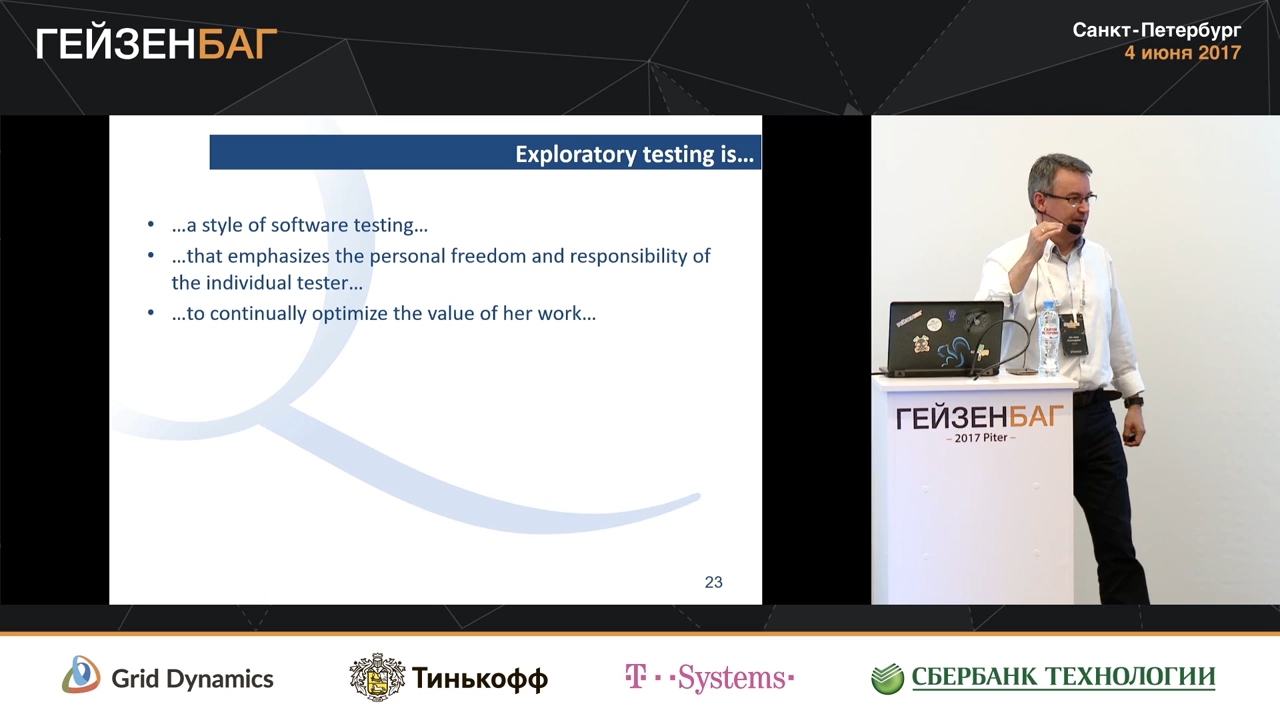 ГЕЙЗЕНБАГ
Санкт-Петербург
4 июня 2017
Exploratory testing is…
• …a style of software testing…
• …that emphasizes the personal freedom and responsibility of
the individual tester…
• …to continually optimize the value of her work…
23
ГЕЙЗЕНБАГ
– 2017 Piter –
Grid Dynamics
Тинькофф
T··Systems·
СБЕРБАНК ТЕХНОЛОГИИ